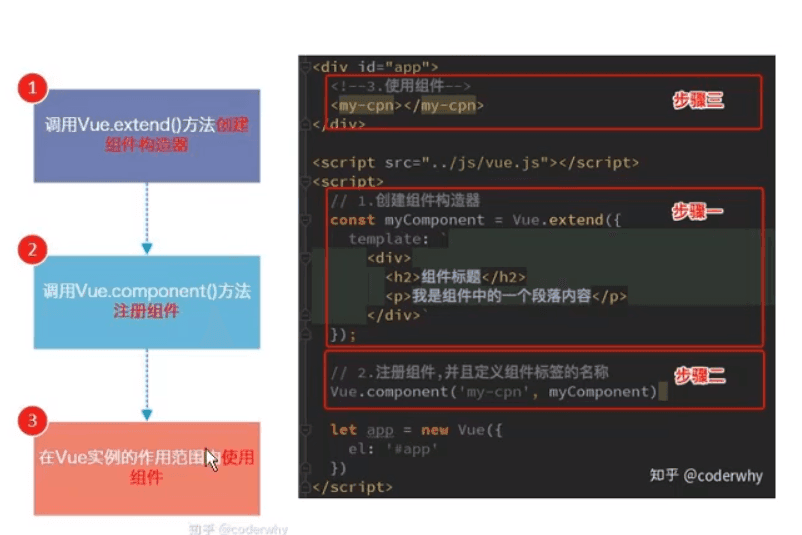 1
调用Vue.extend()方法创建
组件构造器
2
调用Vue.component()方法
注册组件
3
在Vue实例的作用范围内使用
组件
知乎 @coderwhy
<div id="app">
<!--3.使用组件-->
<my-cpn></my-cpn>
步骤三
</div>
<script src="../js/vue.js"></script>
<script>
// 1.创建组件构造器
步骤一
const myComponent = Vue.extend({
template: `
<div>
<h2>组件标题</h2>
<p>我是组件中的一个段落内容</p>
</div>`
});
// 2.注册组件,并且定义组件标签的名称
步骤二
Vue.component('my-cpn', myComponent)
let app = new Vue({
el: '#app'
})
</script>
知乎 @coderwhy